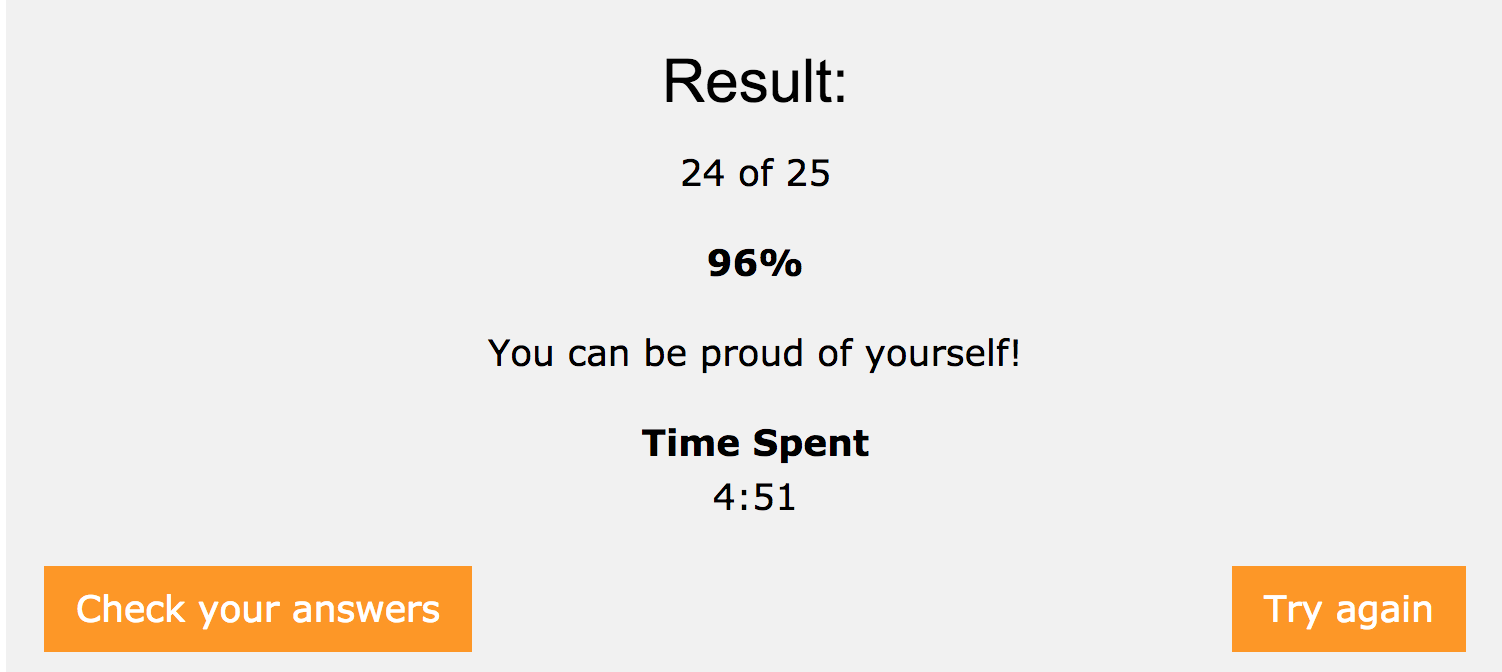 Result:
24 of 25
96%
You can be proud of yourself!
Time Spent
4:51
Check your answers
Try again